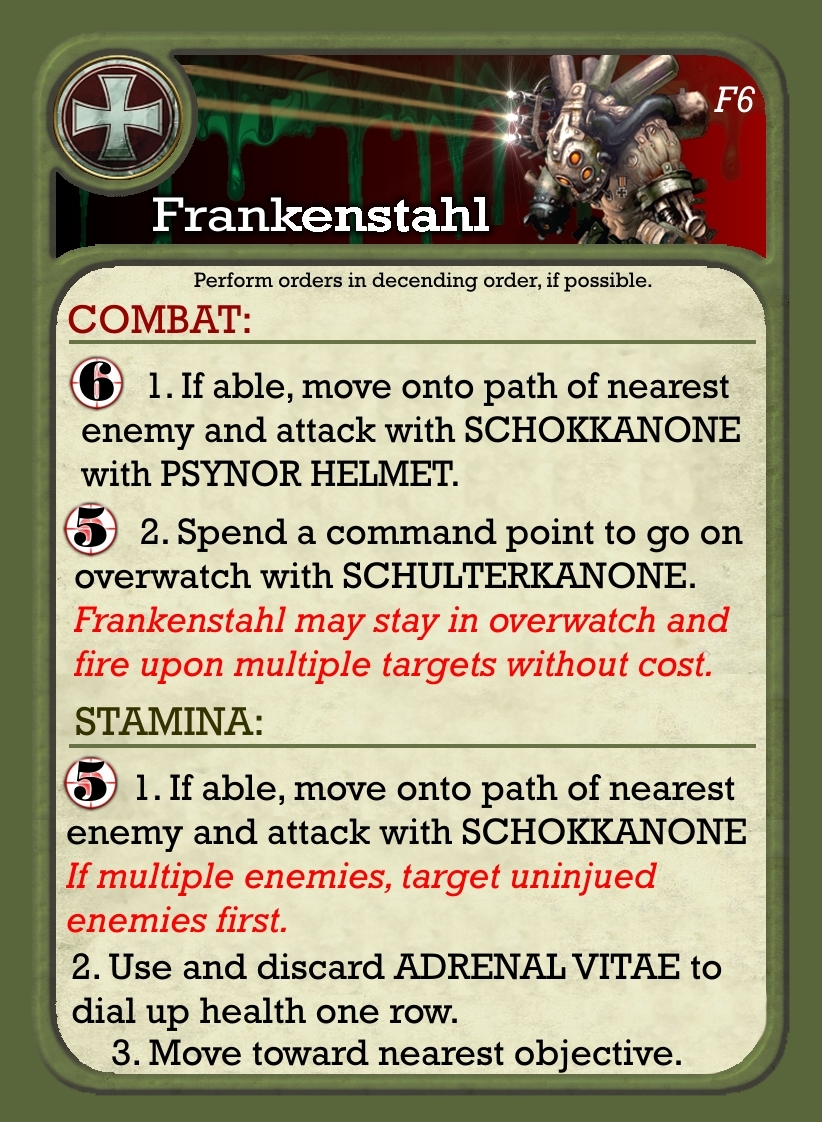 F6
Frankenstahl
Perform orders in decending order, if possible.
COMBAT:
6 1. If able, move onto path of nearest
enemy and attack with SCHOKKANONE
with PSYNOR HELMET.
5 2. Spend a command point to go on
overwatch with SCHULTERKANONE.
Frankenstahl may stay in overwatch and
fire upon multiple targets without cost.
STAMINA:
5 1. If able, move onto path of nearest
enemy and attack with SCHOKKANONE
If multiple enemies, target uninjued
enemies first.
2. Use and discard ADRENAL VITAE to
dial up health one row.
3. Move toward nearest objective.